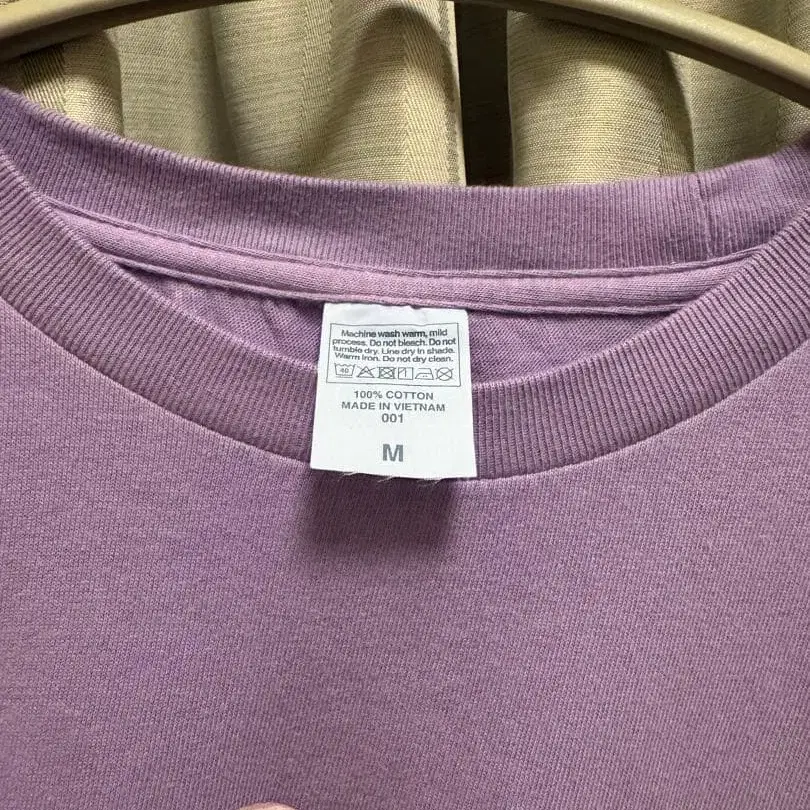 Machine wash warm, mild
process. Do not bleach. Do not
tumble dry. Line dry in shade.
Warm iron. Do not dry clean.
40
100% COTTON
MADE IN VIETNAM
001
M